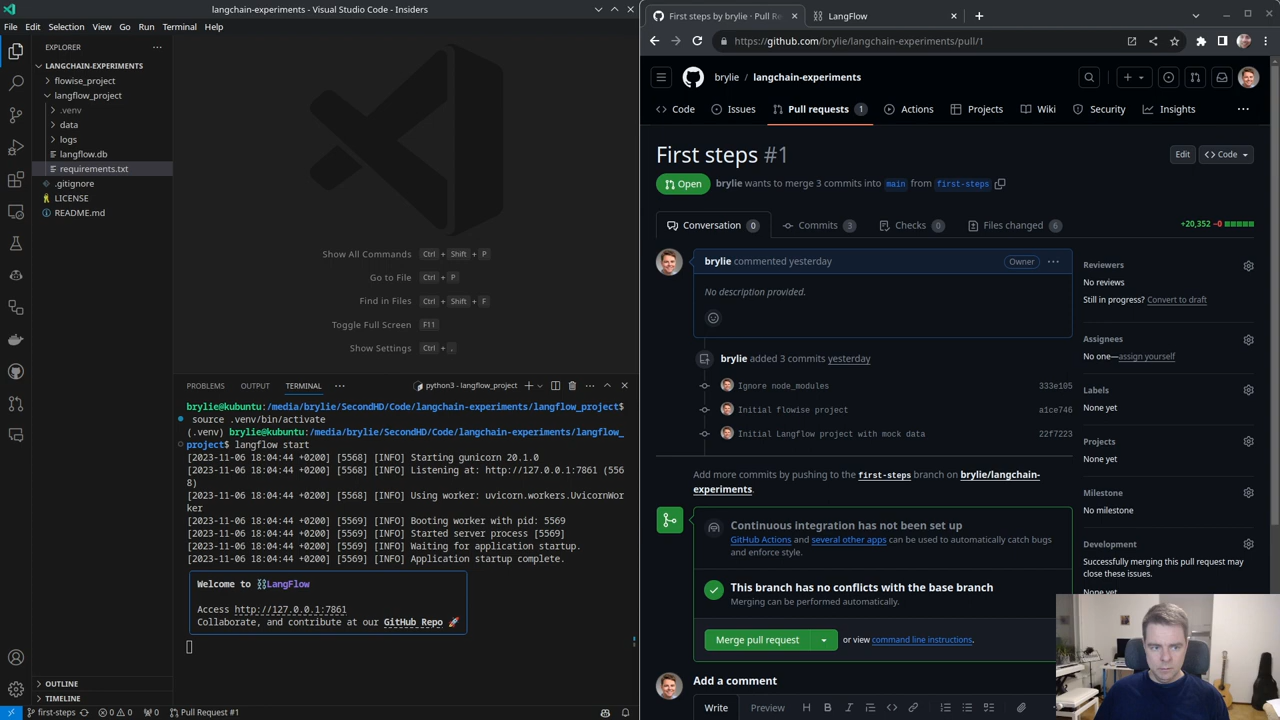 langchain-experiments - Visual Studio Code - Insiders
File Edit Selection View Go Run Terminal Help
EXPLORER
LANGCHAIN-EXPERIMENTS
flowise_project
langflow_project
.venv
data
logs
langflow.db
requirements.txt
.gitignore
LICENSE
README.md
OUTLINE
TIMELINE
Show All Commands Ctrl + Shift + P
Go to File Ctrl + P
Find in Files Ctrl + Shift + F
Toggle Full Screen F11
Show Settings Ctrl + ,
PROBLEMS OUTPUT TERMINAL python3 - langflow_project
brylie@kubuntu:/media/brylie/SecondHD/Code/langchain-experiments/langflow_project$
source .venv/bin/activate
(.venv) brylie@kubuntu:/media/brylie/SecondHD/Code/langchain-experiments/langflow_
project$ langflow start
[2023-11-06 18:04:44 +0200] [5568] [INFO] Starting gunicorn 20.1.0
[2023-11-06 18:04:44 +0200] [5568] [INFO] Listening at: http://127.0.0.1:7861 (556
8)
[2023-11-06 18:04:44 +0200] [5568] [INFO] Using worker: uvicorn.workers.UvicornWor
ker
[2023-11-06 18:04:44 +0200] [5569] [INFO] Booting worker with pid: 5569
[2023-11-06 18:04:44 +0200] [5569] [INFO] Started server process [5569]
[2023-11-06 18:04:44 +0200] [5569] [INFO] Waiting for application startup.
[2023-11-06 18:04:44 +0200] [5569] [INFO] Application startup complete.
Welcome to ⛓LangFlow
Access http://127.0.0.1:7861
Collaborate, and contribute at our GitHub Repo 🚀
first-steps 0 0 0 Pull Request #1
First steps by brylie · Pull Re LangFlow
https://github.com/brylie/langchain-experiments/pull/1
brylie / langchain-experiments
Code Issues Pull requests 1 Actions Projects Wiki Security Insights
First steps #1
Edit Code
Open brylie wants to merge 3 commits into main from first-steps
Conversation 0 Commits 3 Checks 0 Files changed 6 +20,352 −0
brylie commented yesterday Owner
No description provided.
brylie added 3 commits yesterday
Ignore node_modules 333e105
Initial flowise project a1ce746
Initial Langflow project with mock data 22f7223
Add more commits by pushing to the first-steps branch on brylie/langchain-
experiments.
Continuous integration has not been set up
GitHub Actions and several other apps can be used to automatically catch bugs
and enforce style.
This branch has no conflicts with the base branch
Merging can be performed automatically.
Merge pull request or view command line instructions.
Add a comment
Write Preview
Reviewers
No reviews
Still in progress? Convert to draft
Assignees
No one—assign yourself
Labels
None yet
Projects
None yet
Milestone
No milestone
Development
Successfully merging this pull request may
close these issues.
None yet